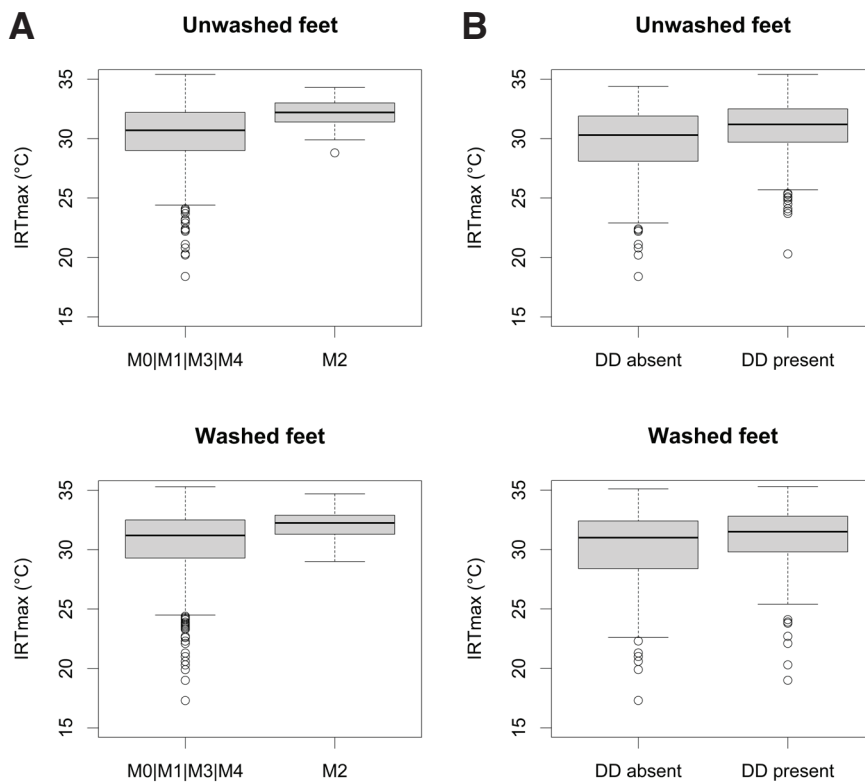 A
Unwashed feet
IRTmax (°C)
35
30
25
20
15
M0|M1|M3|M4
M2
B
Unwashed feet
IRTmax (°C)
35
30
25
20
15
DD absent
DD present
Washed feet
IRTmax (°C)
35
30
25
20
15
M0|M1|M3|M4
M2
Washed feet
IRTmax (°C)
35
30
25
20
15
DD absent
DD present